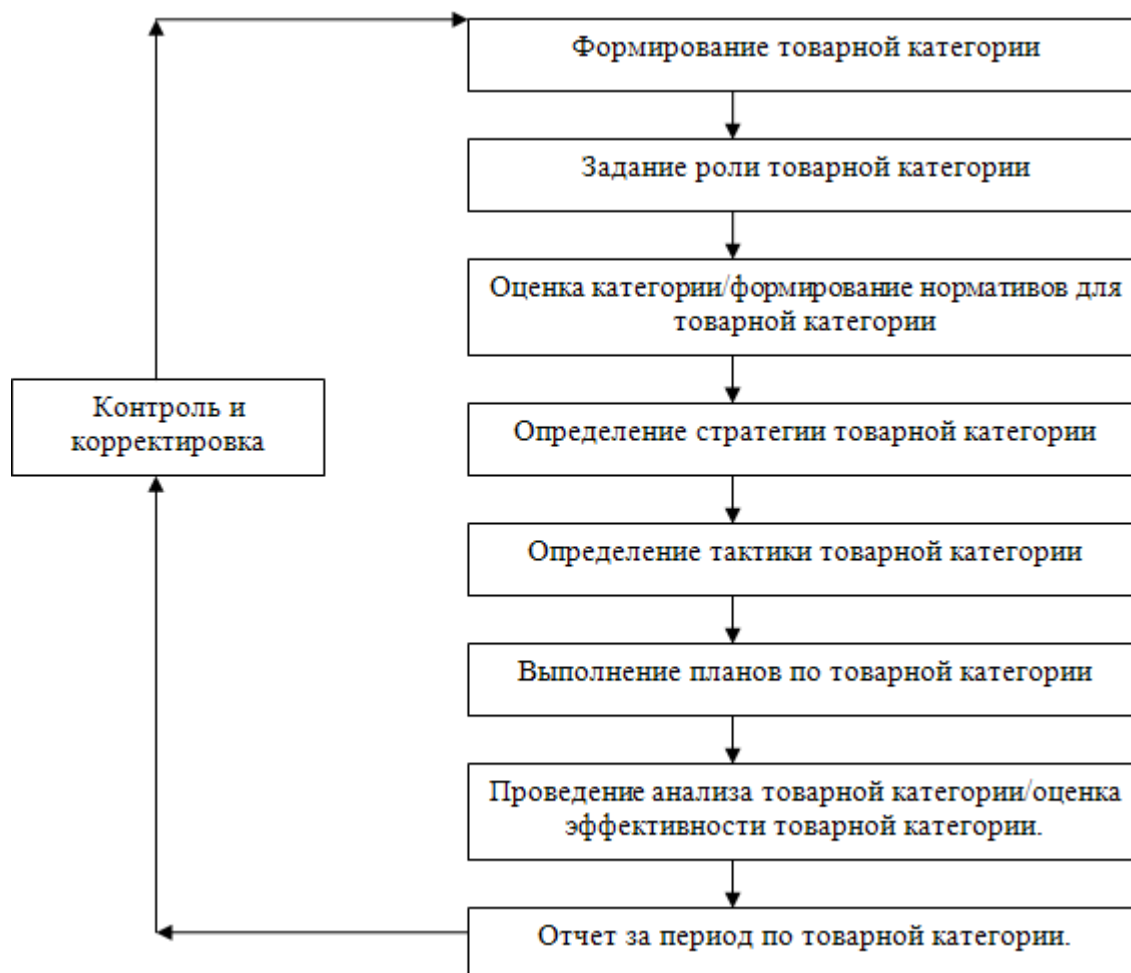 Формирование товарной категории
Задание роли товарной категории
Оценка категории/формирование нормативов для
товарной категории
Контроль и
корректировка
Определение стратегии товарной категории
Определение тактики товарной категории
Выполнение планов по товарной категории
Проведение анализа товарной категории/оценка
эффективности товарной категории.
Отчет за период по товарной категории.